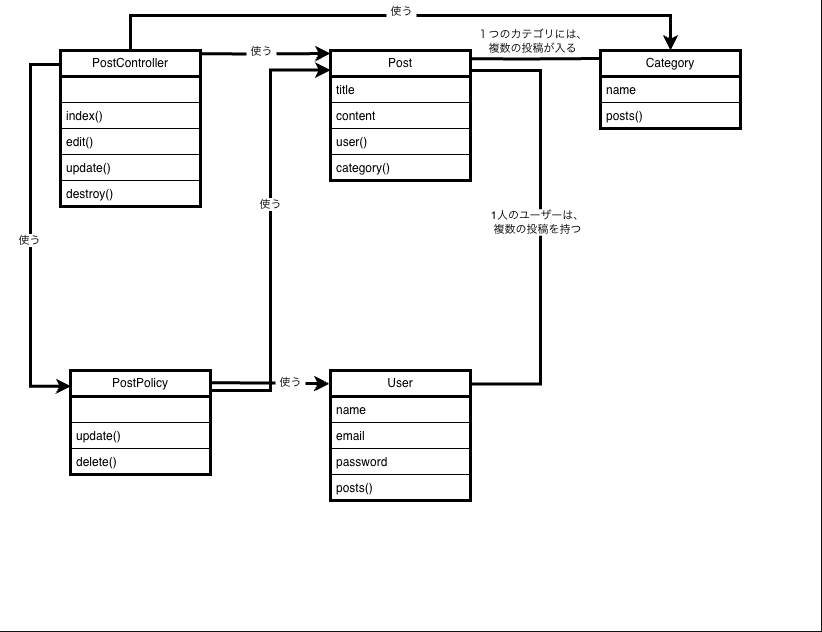 使う
使う
１つのカテゴリには、
複数の投稿が入る
PostController
index()
edit()
update()
destroy()
Post
title
content
user()
category()
Category
name
posts()
使う
使う
1人のユーザーは、
複数の投稿を持つ
PostPolicy
update()
delete()
使う
User
name
email
password
posts()